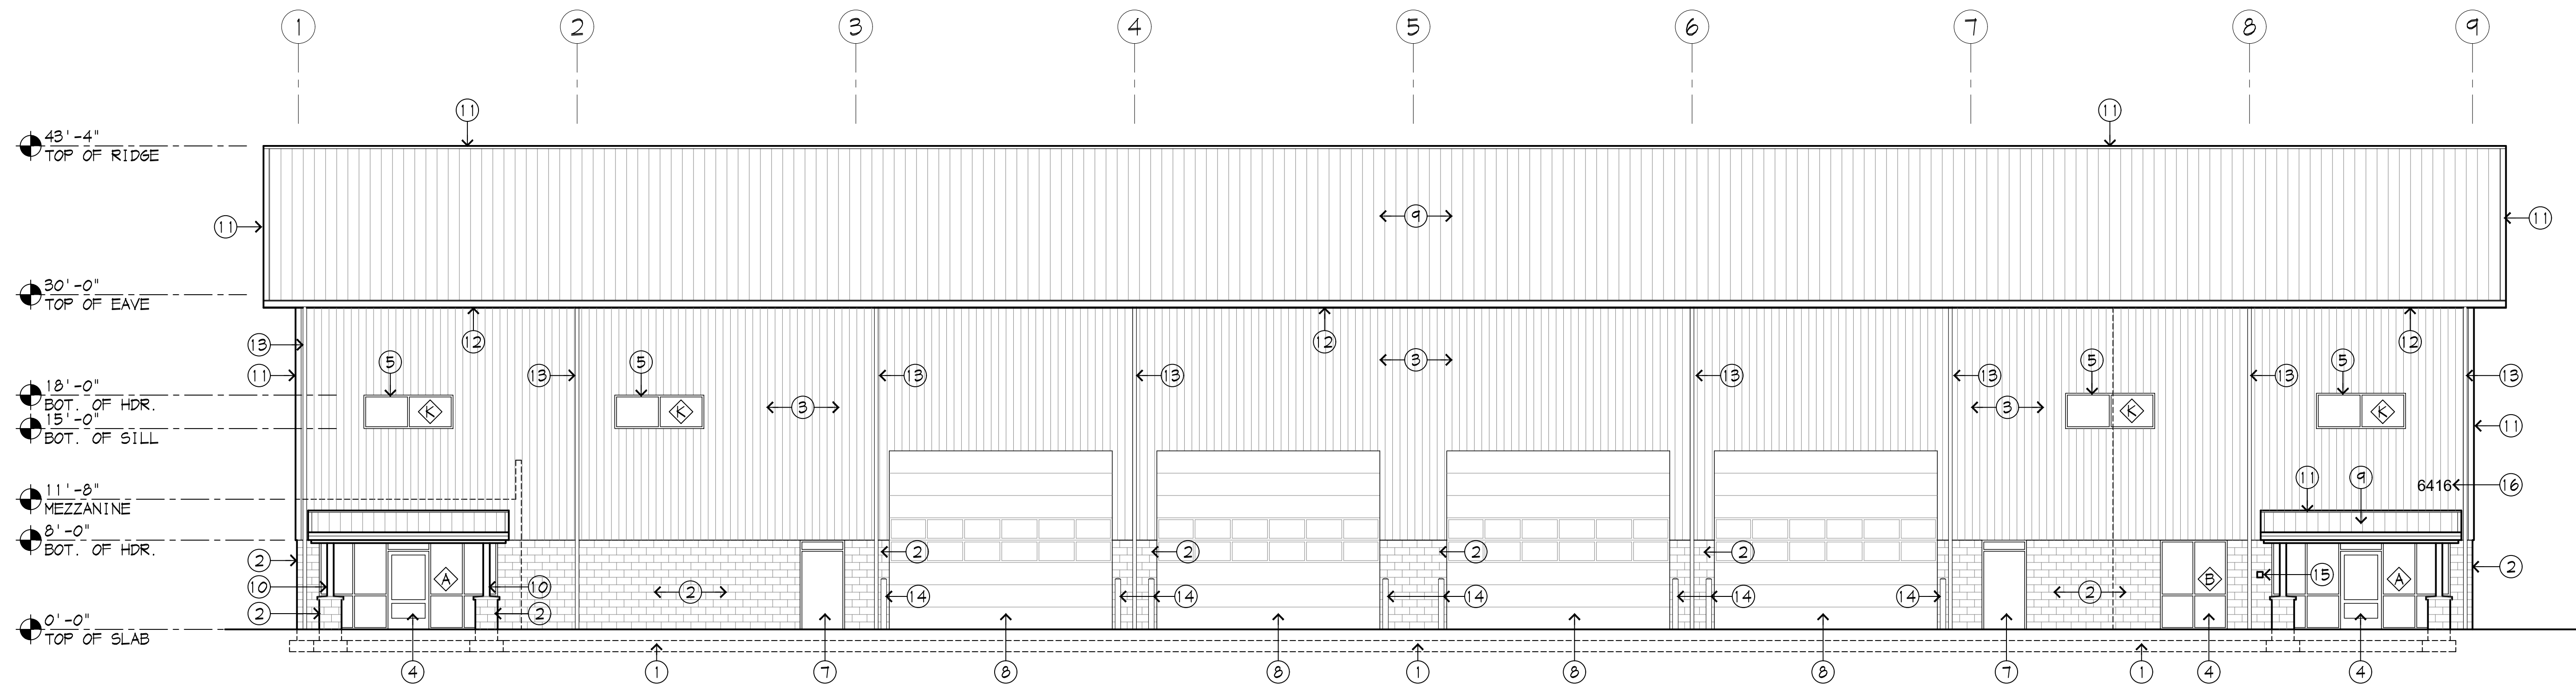 1 2 3 4 5 6 7 8 9
11 11
43'-4"
TOP OF RIDGE
11 9 11
30'-0"
TOP OF EAVE
13 12 12 12
5 5 3 5 5
11 13 13 13 13 13 13 13
18'-0"
BOT. OF HDR.
K K 3 3 K K
15'-0"
BOT. OF SILL
11
11'-8"
MEZZANINE
11 9 6416 16
8'-0"
BOT. OF HDR.
2 2 2 2 2 2
10 A 10 B 15 A
2 2 2 14 14 14 14 14 2
0'-0"
TOP OF SLAB
4 1 7 8 8 1 8 8 7 1 4 4